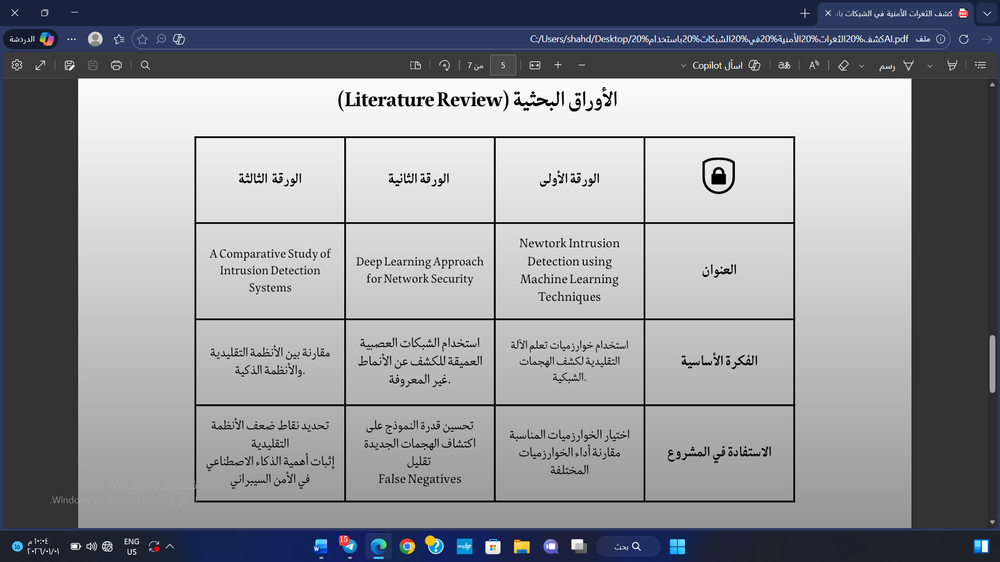 كشف الثغرات الأمنية في الشبكات باس
C:/Users/shahd/Desktop/كشف%20الثغرات%20الأمنية%20في%20الشبكات%20باستخدام%20AI.pdf
ملف
الدردشة
رسم
اسأل Copilot
5
من 7
الأوراق البحثية (Literature Review)
الورقة الأولى
الورقة الثانية
الورقة الثالثة
العنوان
Newtork Intrusion
Detection using
Machine Learning
Techniques
Deep Learning Approach
for Network Security
A Comparative Study of
Intrusion Detection
Systems
الفكرة الأساسية
استخدام خوارزميات تعلم الآلة
التقليدية لكشف الهجمات
الشبكية.
استخدام الشبكات العصبية
العميقة للكشف عن الأنماط
غير المعروفة.
مقارنة بين الأنظمة التقليدية
والأنظمة الذكية.
الاستفادة في المشروع
اختيار الخوارزميات المناسبة
مقارنة أداء الخوارزميات
المختلفة
تحسين قدرة النموذج على
اكتشاف الهجمات الجديدة
تقليل
False Negatives
تحديد نقاط ضعف الأنظمة
التقليدية
إثبات أهمية الذكاء الاصطناعي
في الأمن السيبراني
تنشيط Windows
انتقل إلى الإعدادات لتنشيط Windows.
بحث
myhp
15
ENG
US
١٠:٠٤ م
٢٠٢٦/٠١/٠١
١٥